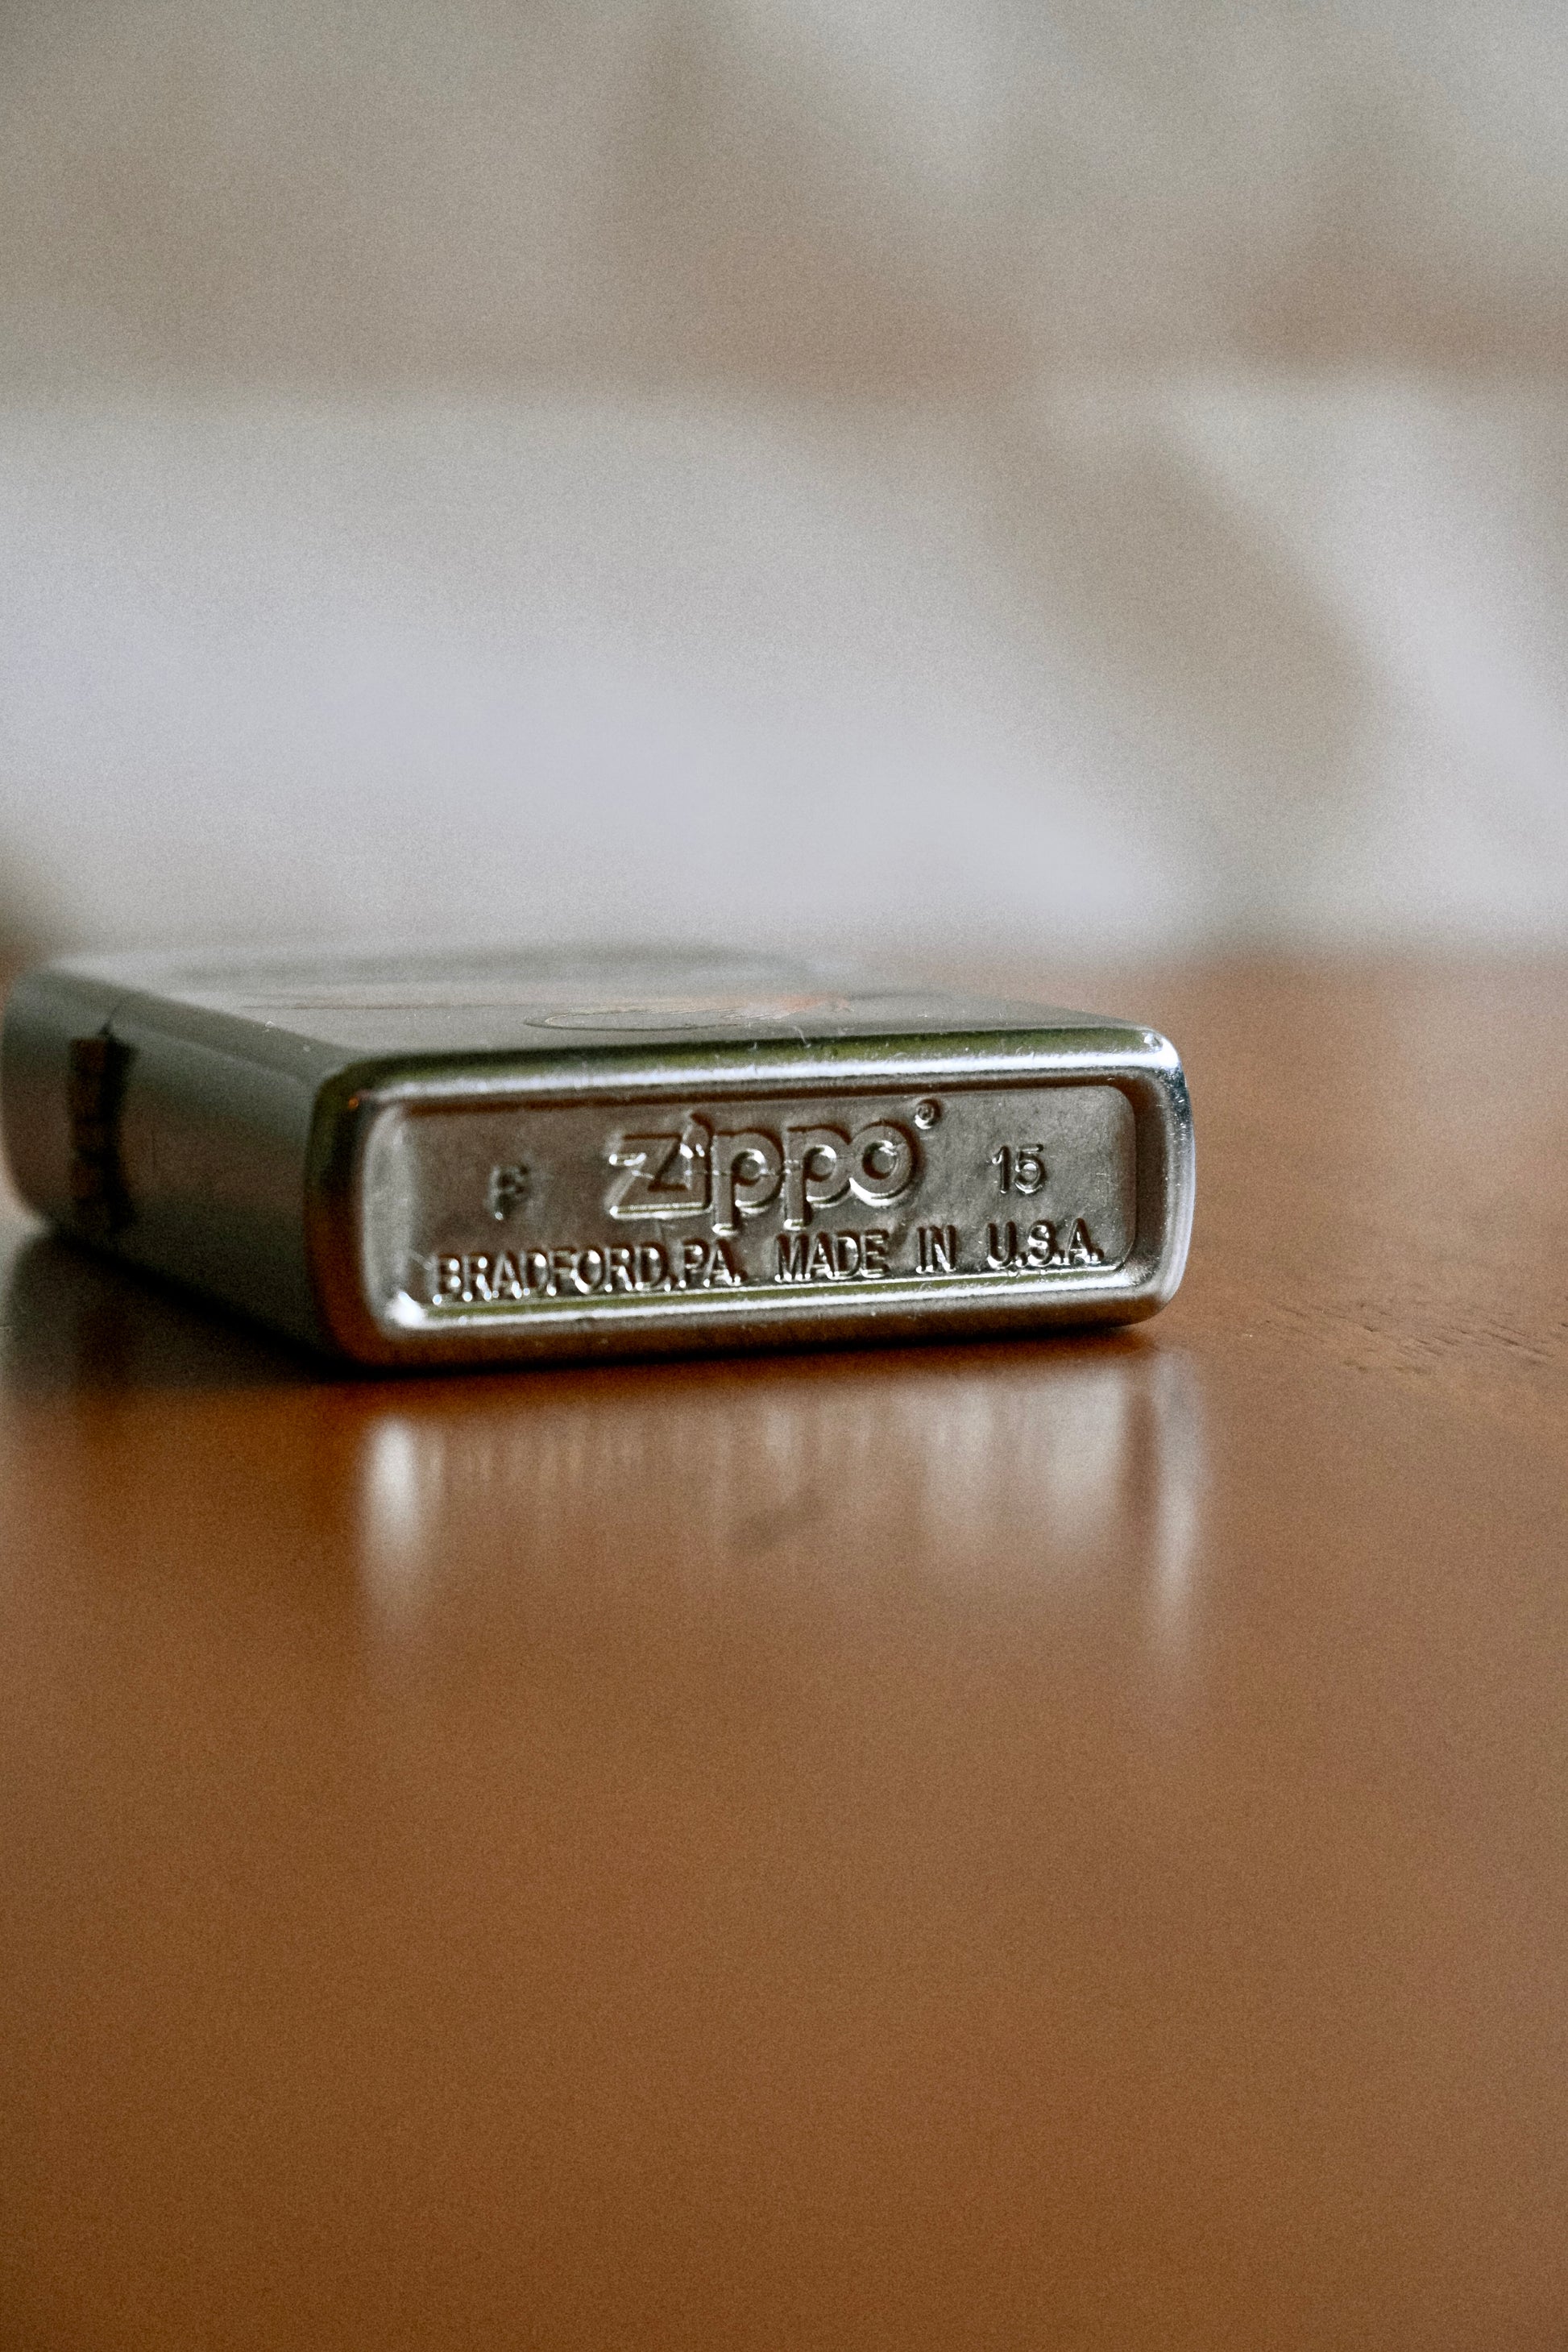 F zippo® 15
BRADFORD, PA. MADE IN U.S.A.